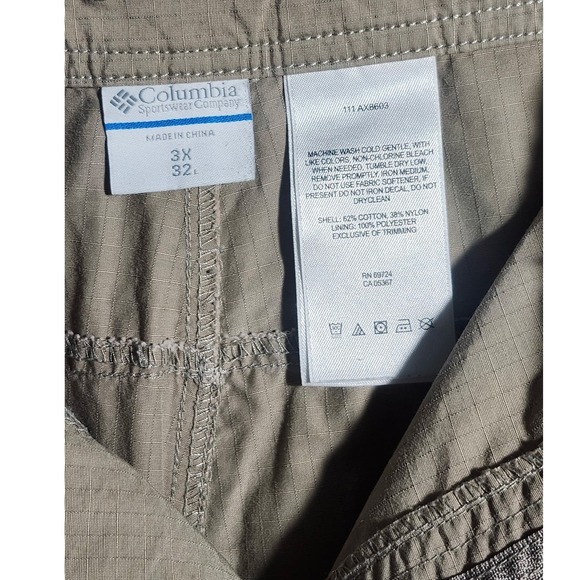 Columbia
Sportswear Company
MADE IN CHINA
3X
32L
111 AX8603
MACHINE WASH COLD GENTLE, WITH
LIKE COLORS, NON-CHLORINE BLEACH
WHEN NEEDED, TUMBLE DRY LOW,
REMOVE PROMPTLY, IRON MEDIUM,
DO NOT USE FABRIC SOFTENER, IF
PRESENT DO NOT IRON DECAL, DO NOT
DRYCLEAN
SHELL: 62% COTTON, 38% NYLON
LINING: 100% POLYESTER
EXCLUSIVE OF TRIMMING
RN 69724
CA 05367